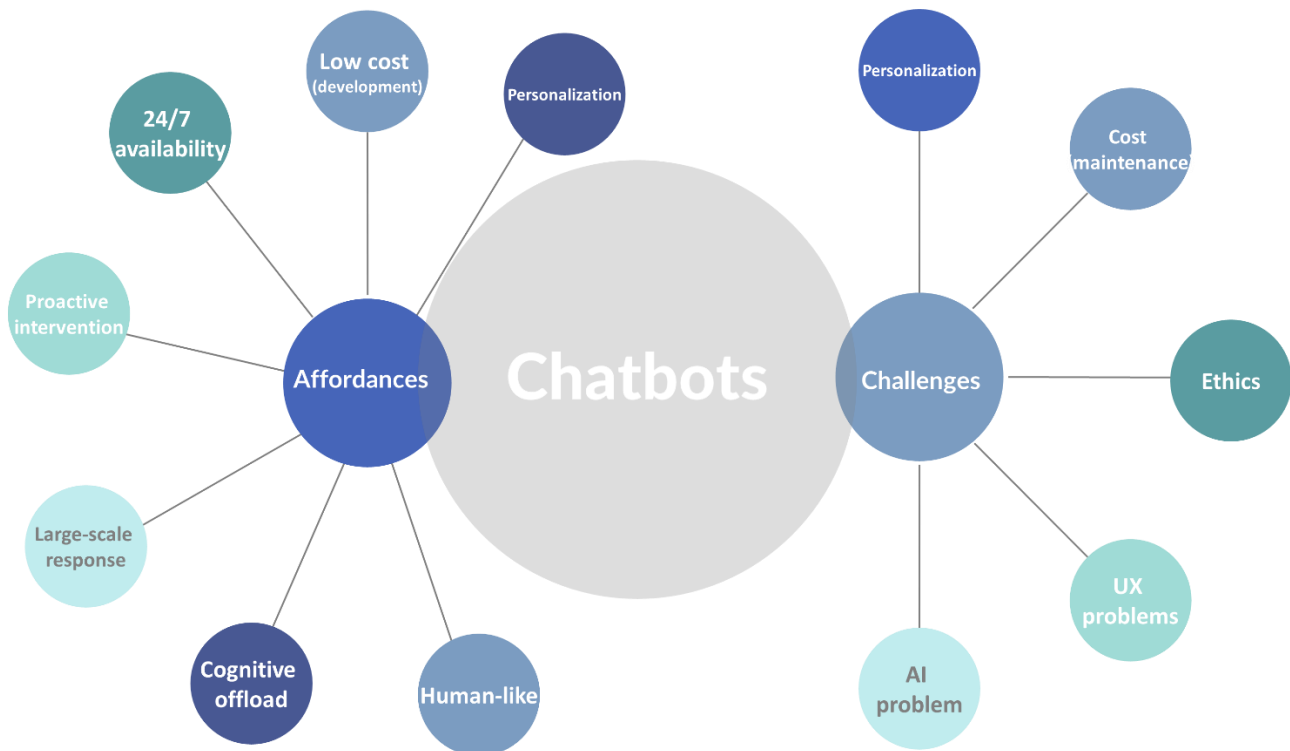 Low cost
(development)
Personalization
24/7
availability
Proactive
intervention
Affordances
Large-scale
response
Cognitive
offload
Human-like
Chatbots
Personalization
Cost
(maintenance)
Challenges
Ethics
UX
problems
AI
problem